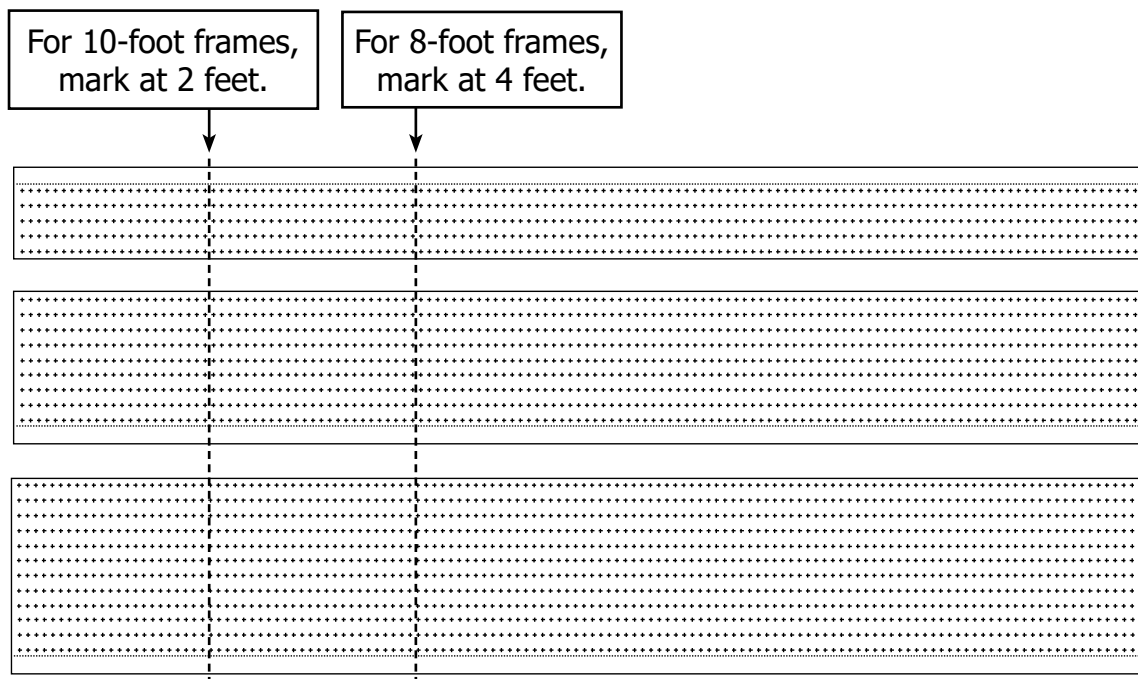 For 10-foot frames,
mark at 2 feet.
For 8-foot frames,
mark at 4 feet.